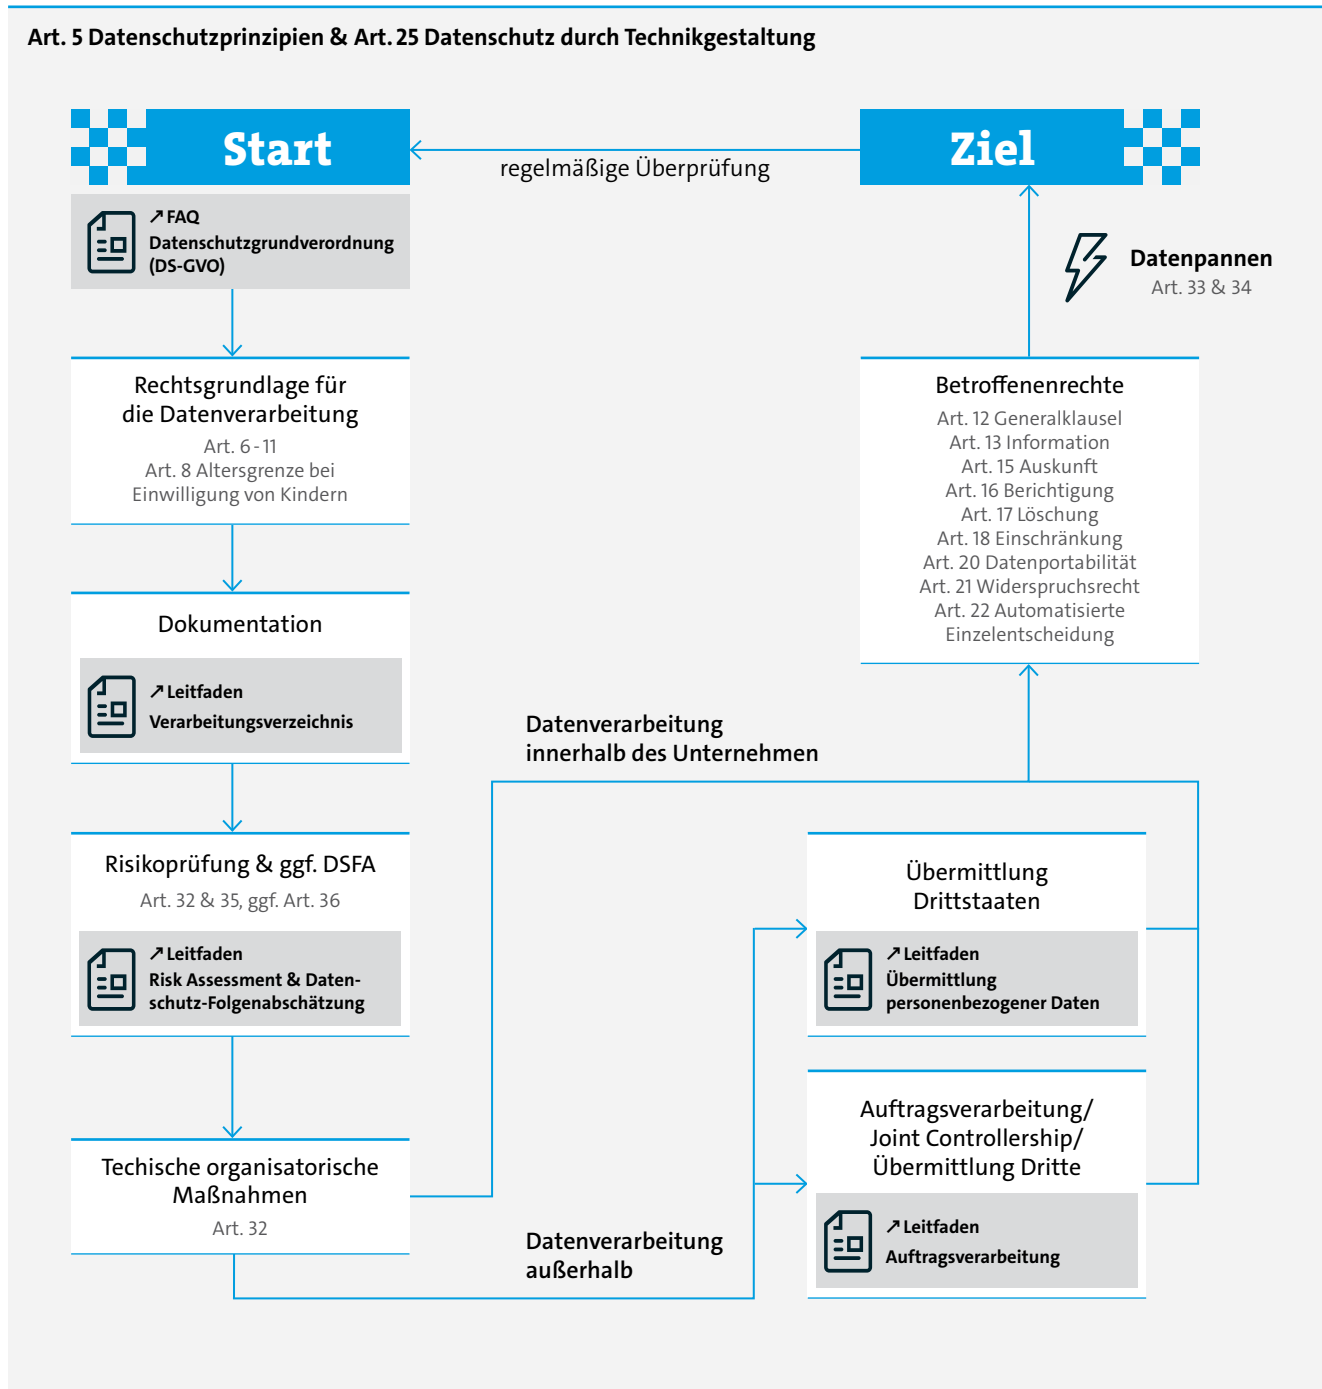 Art. 5 Datenschutzprinzipien & Art. 25 Datenschutz durch Technikgestaltung
Start
regelmäßige Überprüfung
Ziel
↗ FAQ
Datenschutzgrundverordnung
(DS-GVO)
Datenpannen
Art. 33 & 34
Rechtsgrundlage für
die Datenverarbeitung
Art. 6 - 11
Art. 8 Altersgrenze bei
Einwilligung von Kindern
Betroffenenrechte
Art. 12 Generalklausel
Art. 13 Information
Art. 15 Auskunft
Art. 16 Berichtigung
Art. 17 Löschung
Art. 18 Einschränkung
Art. 20 Datenportabilität
Art. 21 Widerspruchsrecht
Art. 22 Automatisierte
Einzelentscheidung
Dokumentation
↗ Leitfaden
Verarbeitungsverzeichnis
Datenverarbeitung
innerhalb des Unternehmen
Risikoprüfung & ggf. DSFA
Art. 32 & 35, ggf. Art. 36
↗ Leitfaden
Risk Assessment & Daten-
schutz-Folgenabschätzung
Übermittlung
Drittstaaten
↗ Leitfaden
Übermittlung
personenbezogener Daten
Techische organisatorische
Maßnahmen
Art. 32
Auftragsverarbeitung/
Joint Controllership/
Übermittlung Dritte
↗ Leitfaden
Auftragsverarbeitung
Datenverarbeitung
außerhalb